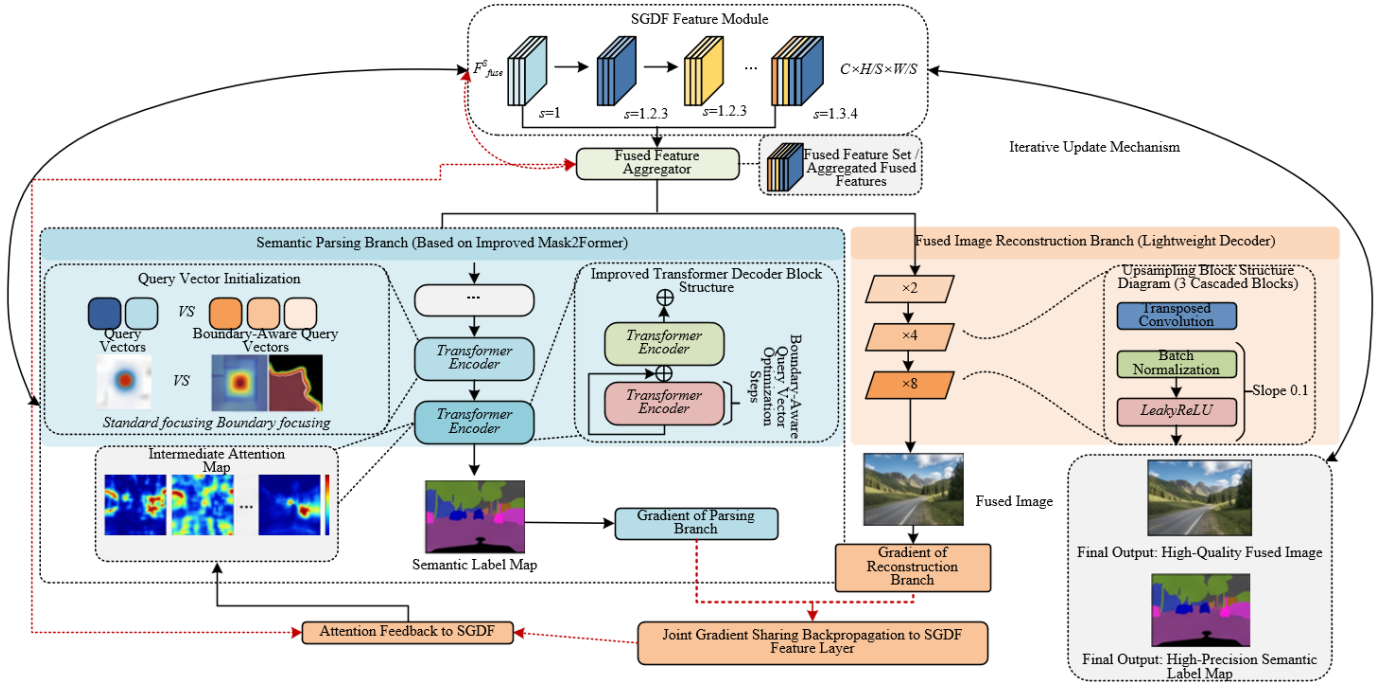 SGDF Feature Module
F^S_fuse
...
C×H/S×W/S
s=1
s=1.2.3
s=1.2.3
s=1.3.4
Iterative Update Mechanism
Fused Feature
Aggregator
Fused Feature Set /
Aggregated Fused
Features
Semantic Parsing Branch (Based on Improved Mask2Former)
Fused Image Reconstruction Branch (Lightweight Decoder)
Query Vector Initialization
VS
Query
Vectors
Boundary-Aware Query
Vectors
VS
Standard focusing Boundary focusing
...
Transformer
Encoder
Transformer
Encoder
Improved Transformer Decoder Block
Structure
Transformer
Encoder
Transformer
Encoder
Boundary-Aware
Query Vector
Optimization
Steps
×2
×4
×8
Upsampling Block Structure
Diagram (3 Cascaded Blocks)
Transposed
Convolution
Batch
Normalization
LeakyReLU
Slope 0.1
Intermediate Attention
Map
...
Semantic Label Map
Gradient of Parsing
Branch
Fused Image
Gradient of
Reconstruction
Branch
Final Output: High-Quality Fused Image
Final Output: High-Precision Semantic
Label Map
Attention Feedback to SGDF
Joint Gradient Sharing Backpropagation to SGDF
Feature Layer